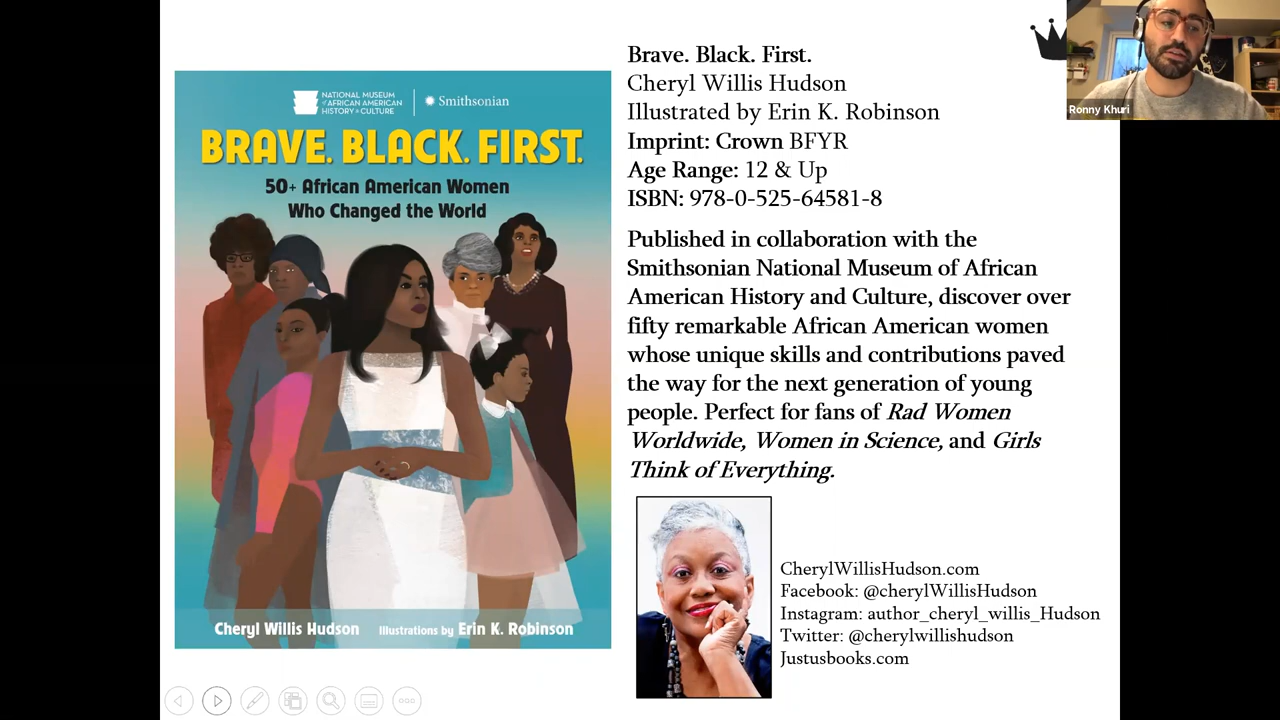 NATIONAL MUSEUM
of AFRICAN AMERICAN
HISTORY & CULTURE
Smithsonian
BRAVE. BLACK. FIRST.
50+ African American Women
Who Changed the World
Cheryl Willis Hudson
Illustrations by Erin K. Robinson
Brave. Black. First.
Cheryl Willis Hudson
Illustrated by Erin K. Robinson
Imprint: Crown BFYR
Age Range: 12 & Up
ISBN: 978-0-525-64581-8
Published in collaboration with the
Smithsonian National Museum of African
American History and Culture, discover over
fifty remarkable African American women
whose unique skills and contributions paved
the way for the next generation of young
people. Perfect for fans of Rad Women
Worldwide, Women in Science, and Girls
Think of Everything.
CherylWillisHudson.com
Facebook: @cherylWillisHudson
Instagram: author_cheryl_willis_Hudson
Twitter: @cherylwillishudson
Justusbooks.com
Ronny Khuri